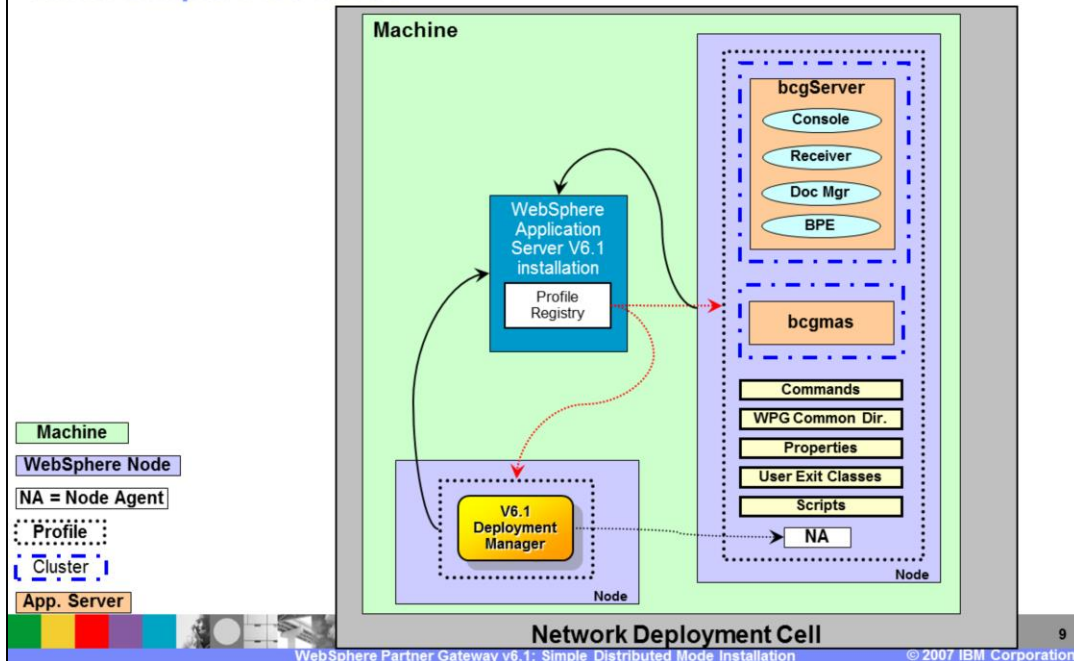 Machine
bcgServer
Console
Receiver
Doc Mgr
BPE
WebSphere
Application
Server V6.1
installation
Profile
Registry
bcgmas
Commands
WPG Common Dir.
Properties
User Exit Classes
Scripts
NA
Node
V6.1
Deployment
Manager
Node
Machine
WebSphere Node
NA = Node Agent
Profile
Cluster
App. Server
Network Deployment Cell
9
WebSphere Partner Gateway v6.1: Simple Distributed Mode Installation
© 2007 IBM Corporation